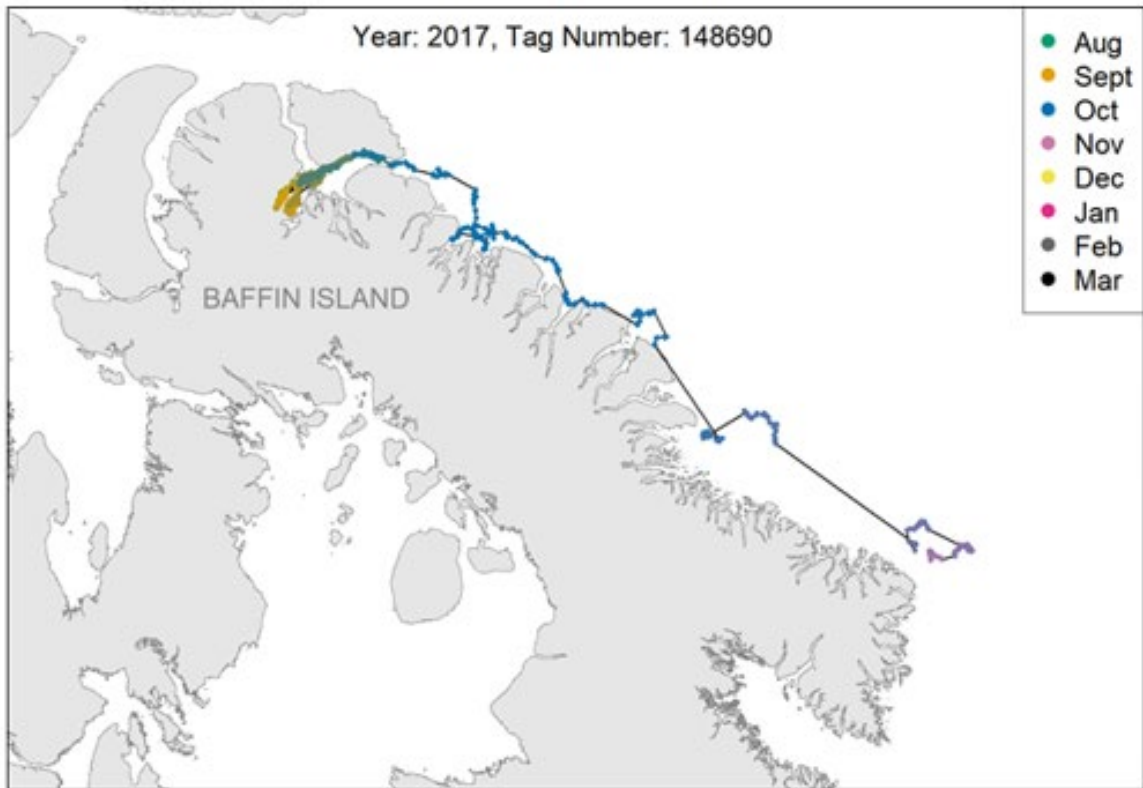 Year: 2017, Tag Number: 148690
Aug
Sept
Oct
Nov
Dec
Jan
Feb
Mar
BAFFIN ISLAND